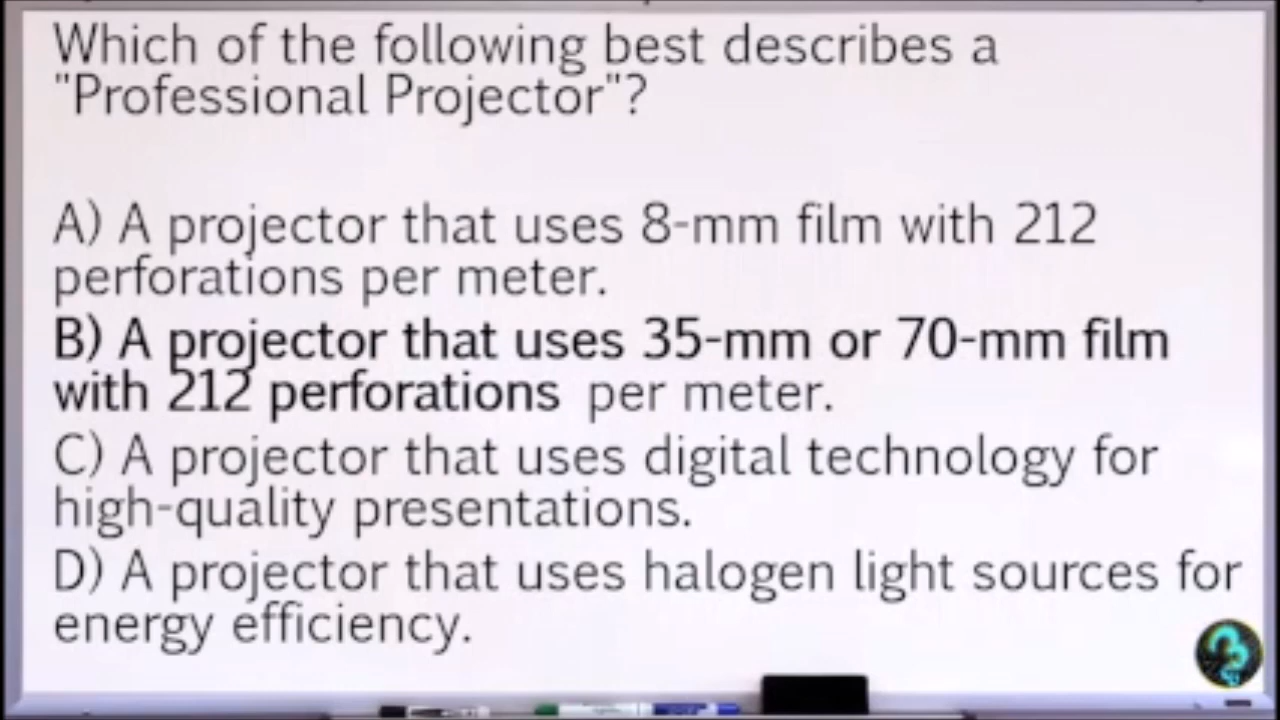 Which of the following best describes a
"Professional Projector"?
A) A projector that uses 8-mm film with 212
perforations per meter.
B) A projector that uses 35-mm or 70-mm film
with 212 perforations per meter.
C) A projector that uses digital technology for
high-quality presentations.
D) A projector that uses halogen light sources for
energy efficiency.